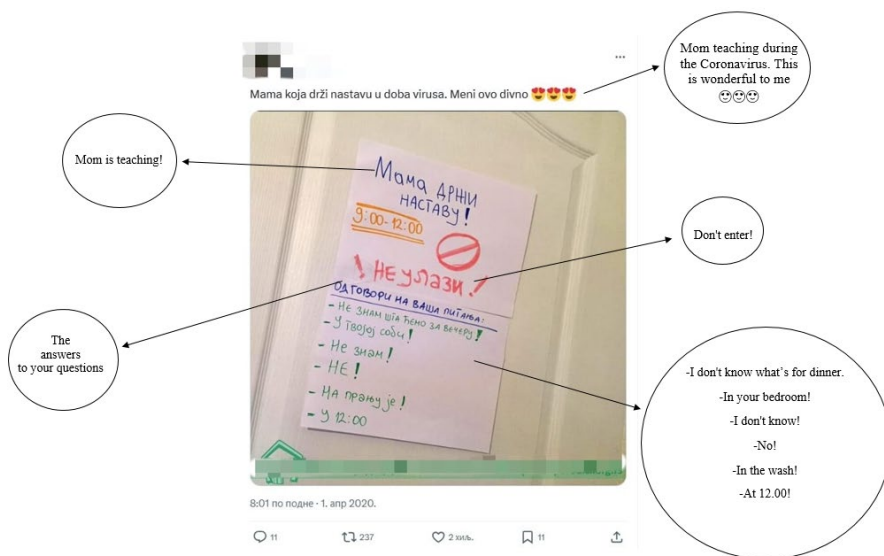 Mama koja drži nastavu u doba virusa. Meni ovo divno 😍😍😍
Mom teaching during
the Coronavirus. This
is wonderful to me
☺☺☺
Mom is teaching!
Мама ДРЖИ
НАСТАВУ!
9:00-12:00
! НЕ УЛАЗИ !
Don't enter!
ОДГОВОРИ НА ВАША ПИТАЊА:
- НЕ ЗНАМ ШТА ЋЕМО ЗА ВЕЧЕРУ!
- У твојој соби!
- Не знам!
- НЕ!
- НА прању је!
- У 12:00
The
answers
to your questions
-I don't know what's for dinner.
-In your bedroom!
-I don't know!
-No!
-In the wash!
-At 12.00!
8:01 по подне · 1. апр 2020.
11 237 2 хиљ. 11